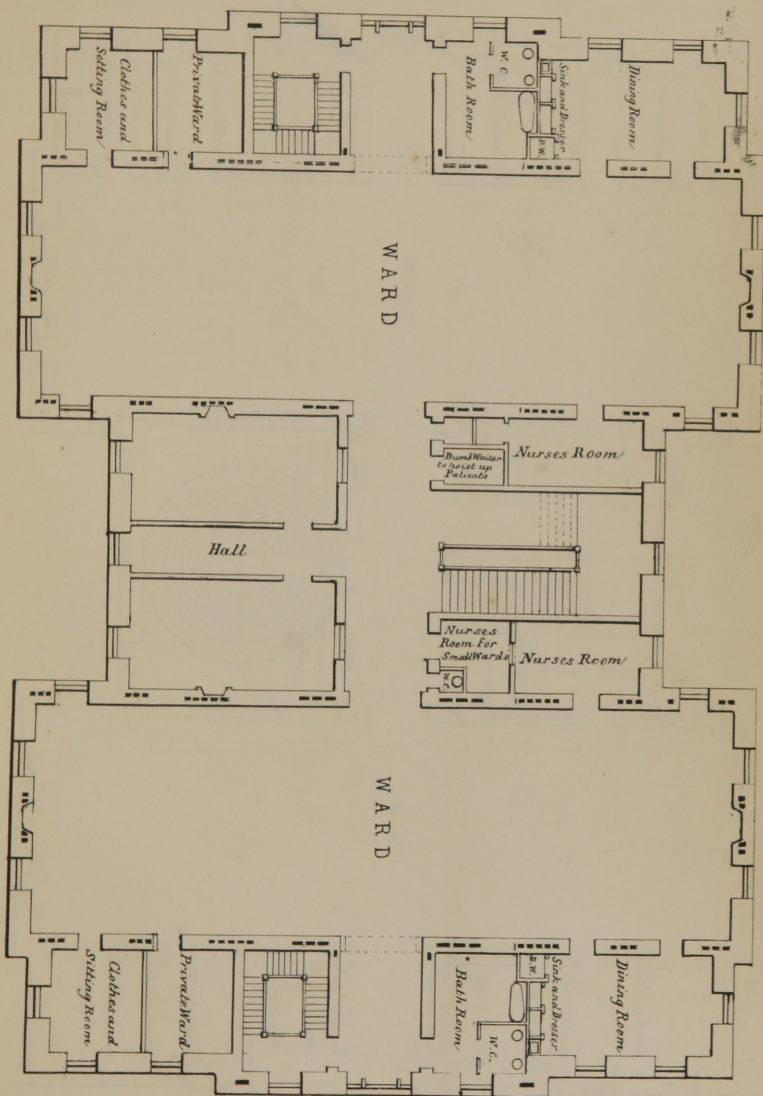 Clothes and
Setting Room
Private Ward
Bath Room
W. C.
Sink and Dresser
D.W.
Dining Room
WARD
Nurses Room
Dumb Waiter
to hoist up
Patients
Hall
Nurses
Room for
Small Wards
W.C.
Nurses Room
WARD
Clothes and
Sitting Room
Private Ward
Bath Room
W.C.
D.W.
Sink and Dresser
Dining Room